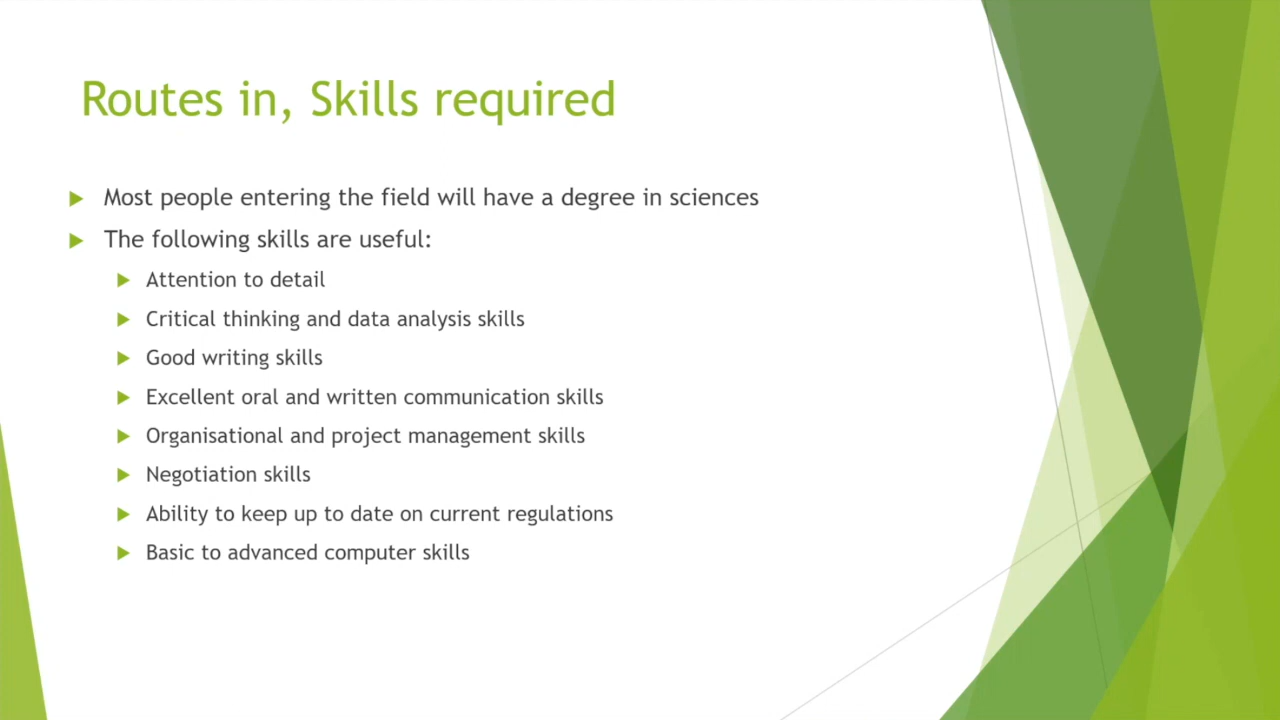 Routes in, Skills required
Most people entering the field will have a degree in sciences
The following skills are useful:
Attention to detail
Critical thinking and data analysis skills
Good writing skills
Excellent oral and written communication skills
Organisational and project management skills
Negotiation skills
Ability to keep up to date on current regulations
Basic to advanced computer skills